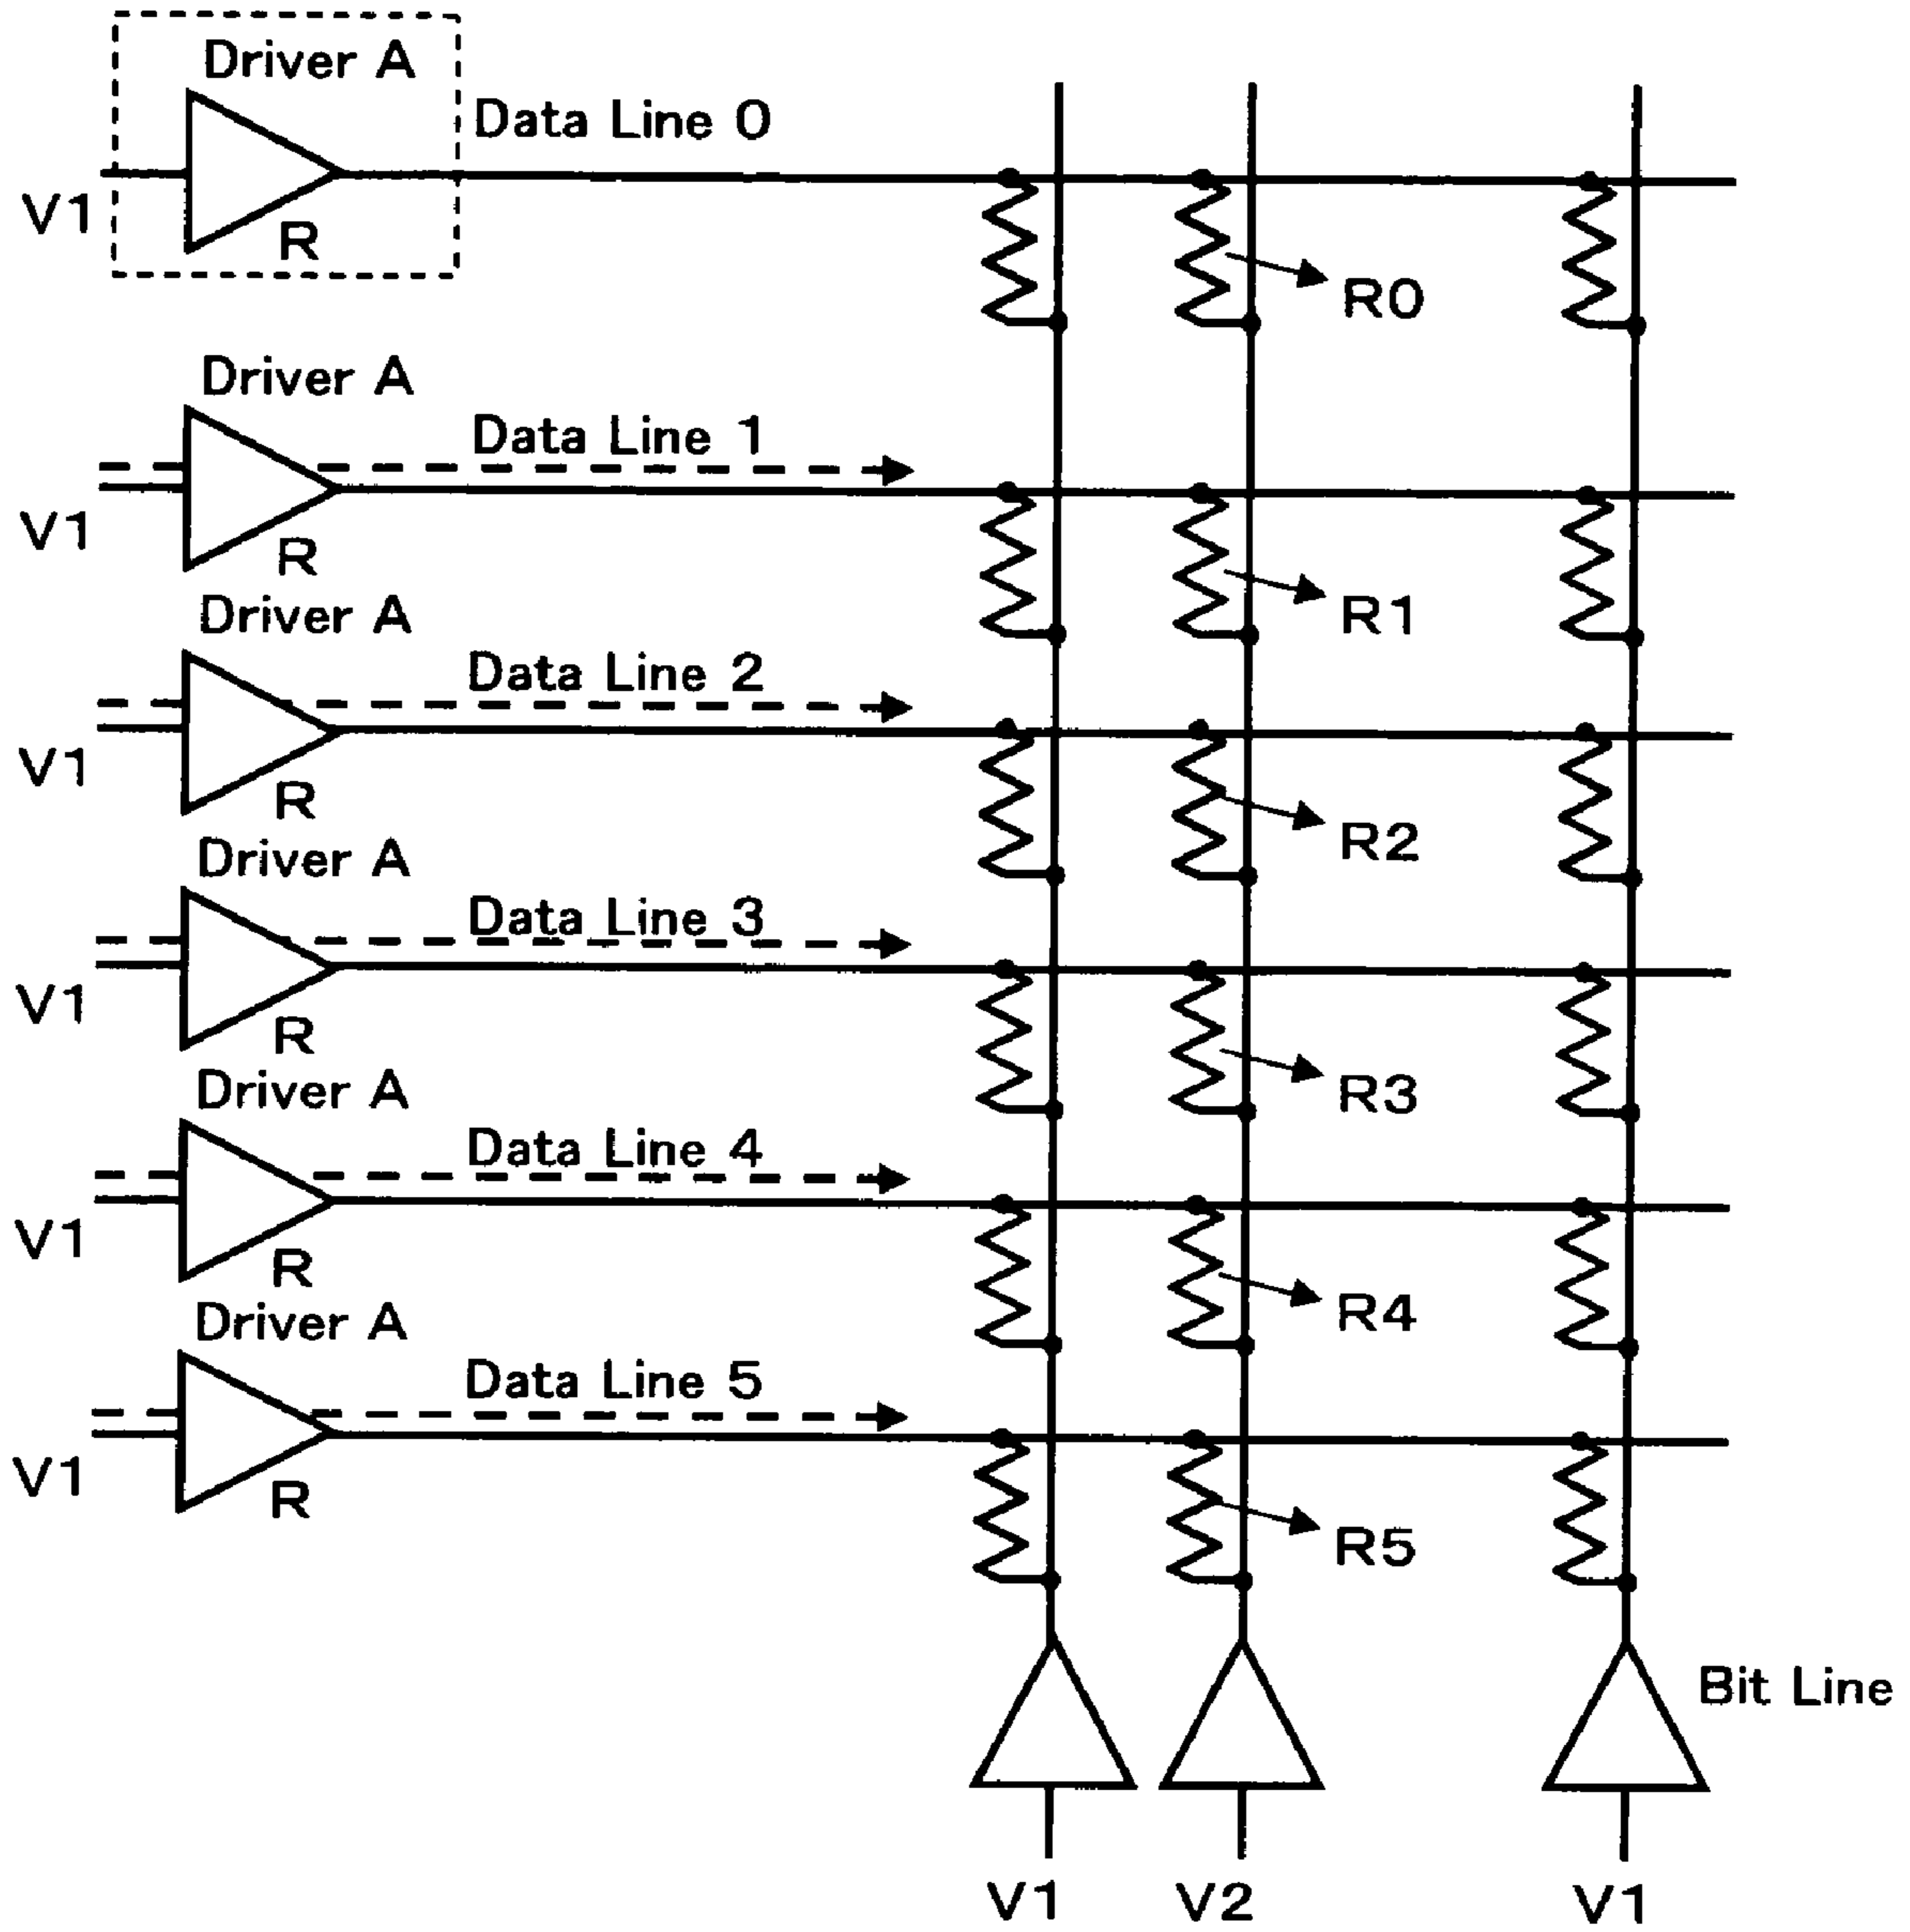 Driver A
Data Line 0
V1
R
R0
Driver A
Data Line 1
V1
R
R1
Driver A
Data Line 2
V1
R
R2
Driver A
Data Line 3
V1
R
R3
Driver A
Data Line 4
V1
R
R4
Driver A
Data Line 5
V1
R
R5
Bit Line
V1 V2 V1